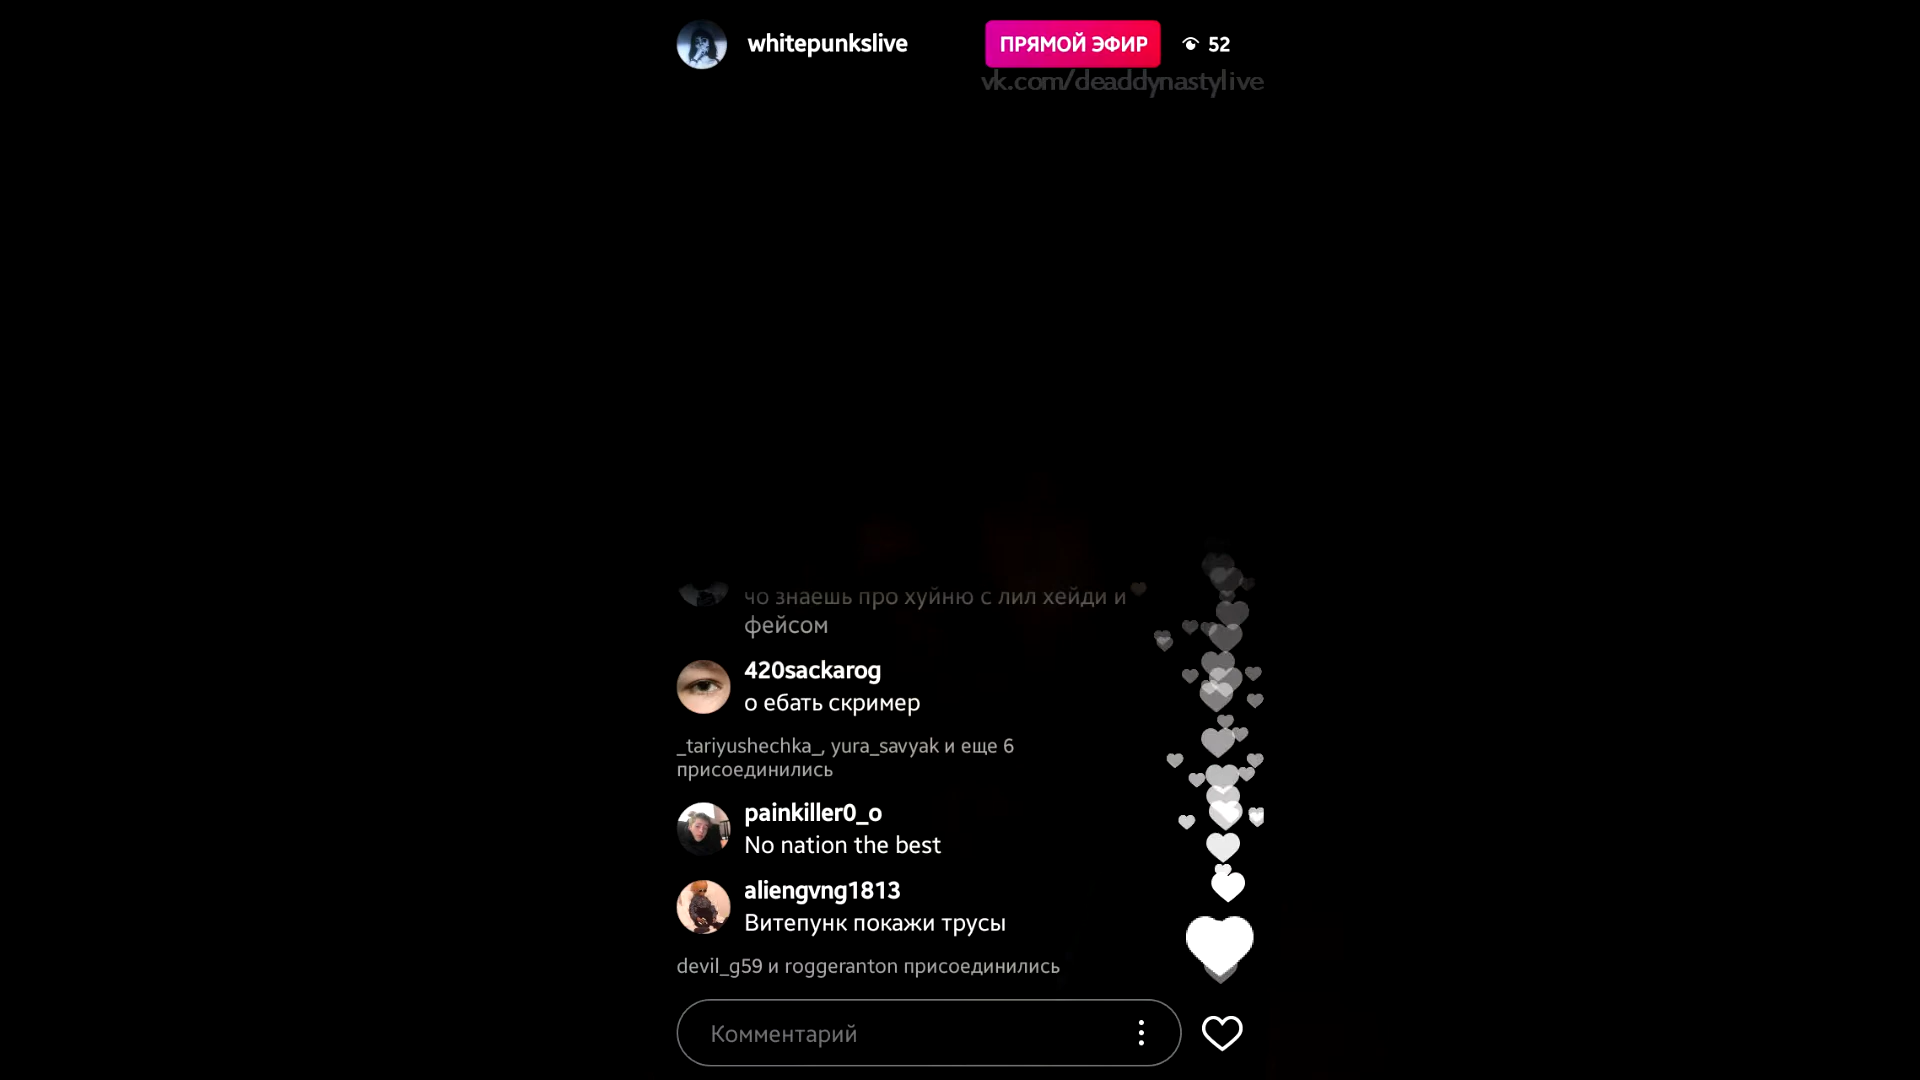 whitepunkslive
ПРЯМОЙ ЭФИР
52
vk.com/deaddynastylive
чо знаешь про хуйню с лил хейди и
фейсом
420sackarog
о ебать скример
_tariyushechka_, yura_savyak и еще 6
присоединились
painkiller0_o
No nation the best
aliengvng1813
Витепунк покажи трусы
devil_g59 и roggeranton присоединились
Комментарий